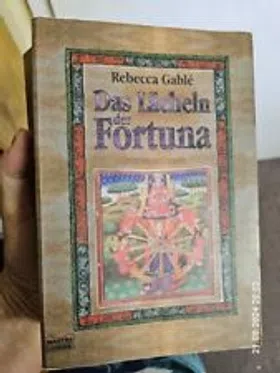 Rebecca Gablé
Das Lächeln
der
Fortuna